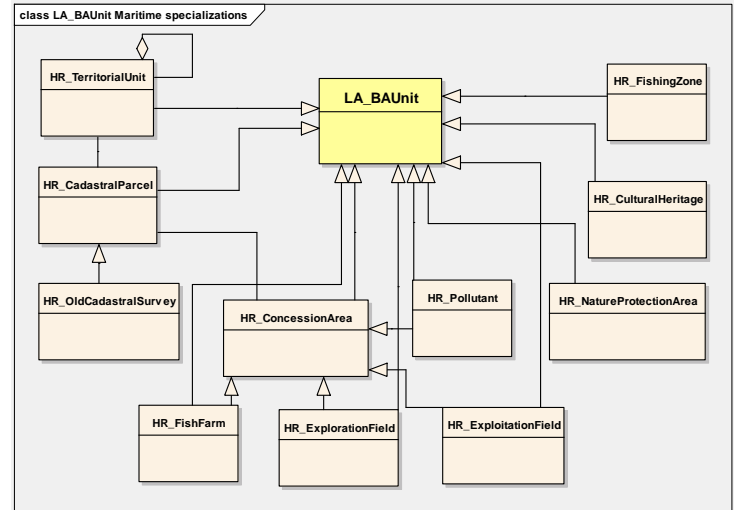 class LA_BAUnit Maritime specializations
HR_TerritorialUnit
LA_BAUnit
HR_FishingZone
HR_CadastralParcel
HR_CulturalHeritage
HR_OldCadastralSurvey
HR_ConcessionArea
HR_Pollutant
HR_NatureProtectionArea
HR_FishFarm
HR_ExplorationField
HR_ExploitationField